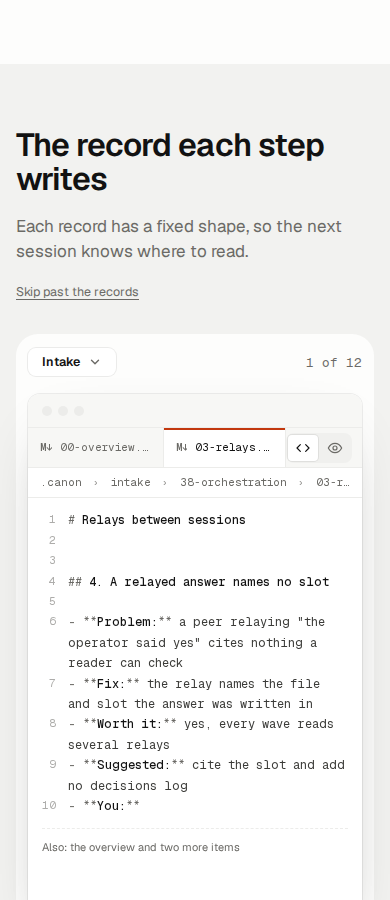 The record each step
writes
Each record has a fixed shape, so the next
session knows where to read.
Skip past the records
Intake
1 of 12
M↓ 00-overview.…
M↓ 03-relays.…
.canon › intake › 38-orchestration › 03-r…
1 # Relays between sessions
2
3
4 ## 4. A relayed answer names no slot
5
6 - **Problem:** a peer relaying "the
operator said yes" cites nothing a
reader can check
7 - **Fix:** the relay names the file
and slot the answer was written in
8 - **Worth it:** yes, every wave reads
several relays
9 - **Suggested:** cite the slot and add
no decisions log
10 - **You:**
Also: the overview and two more items